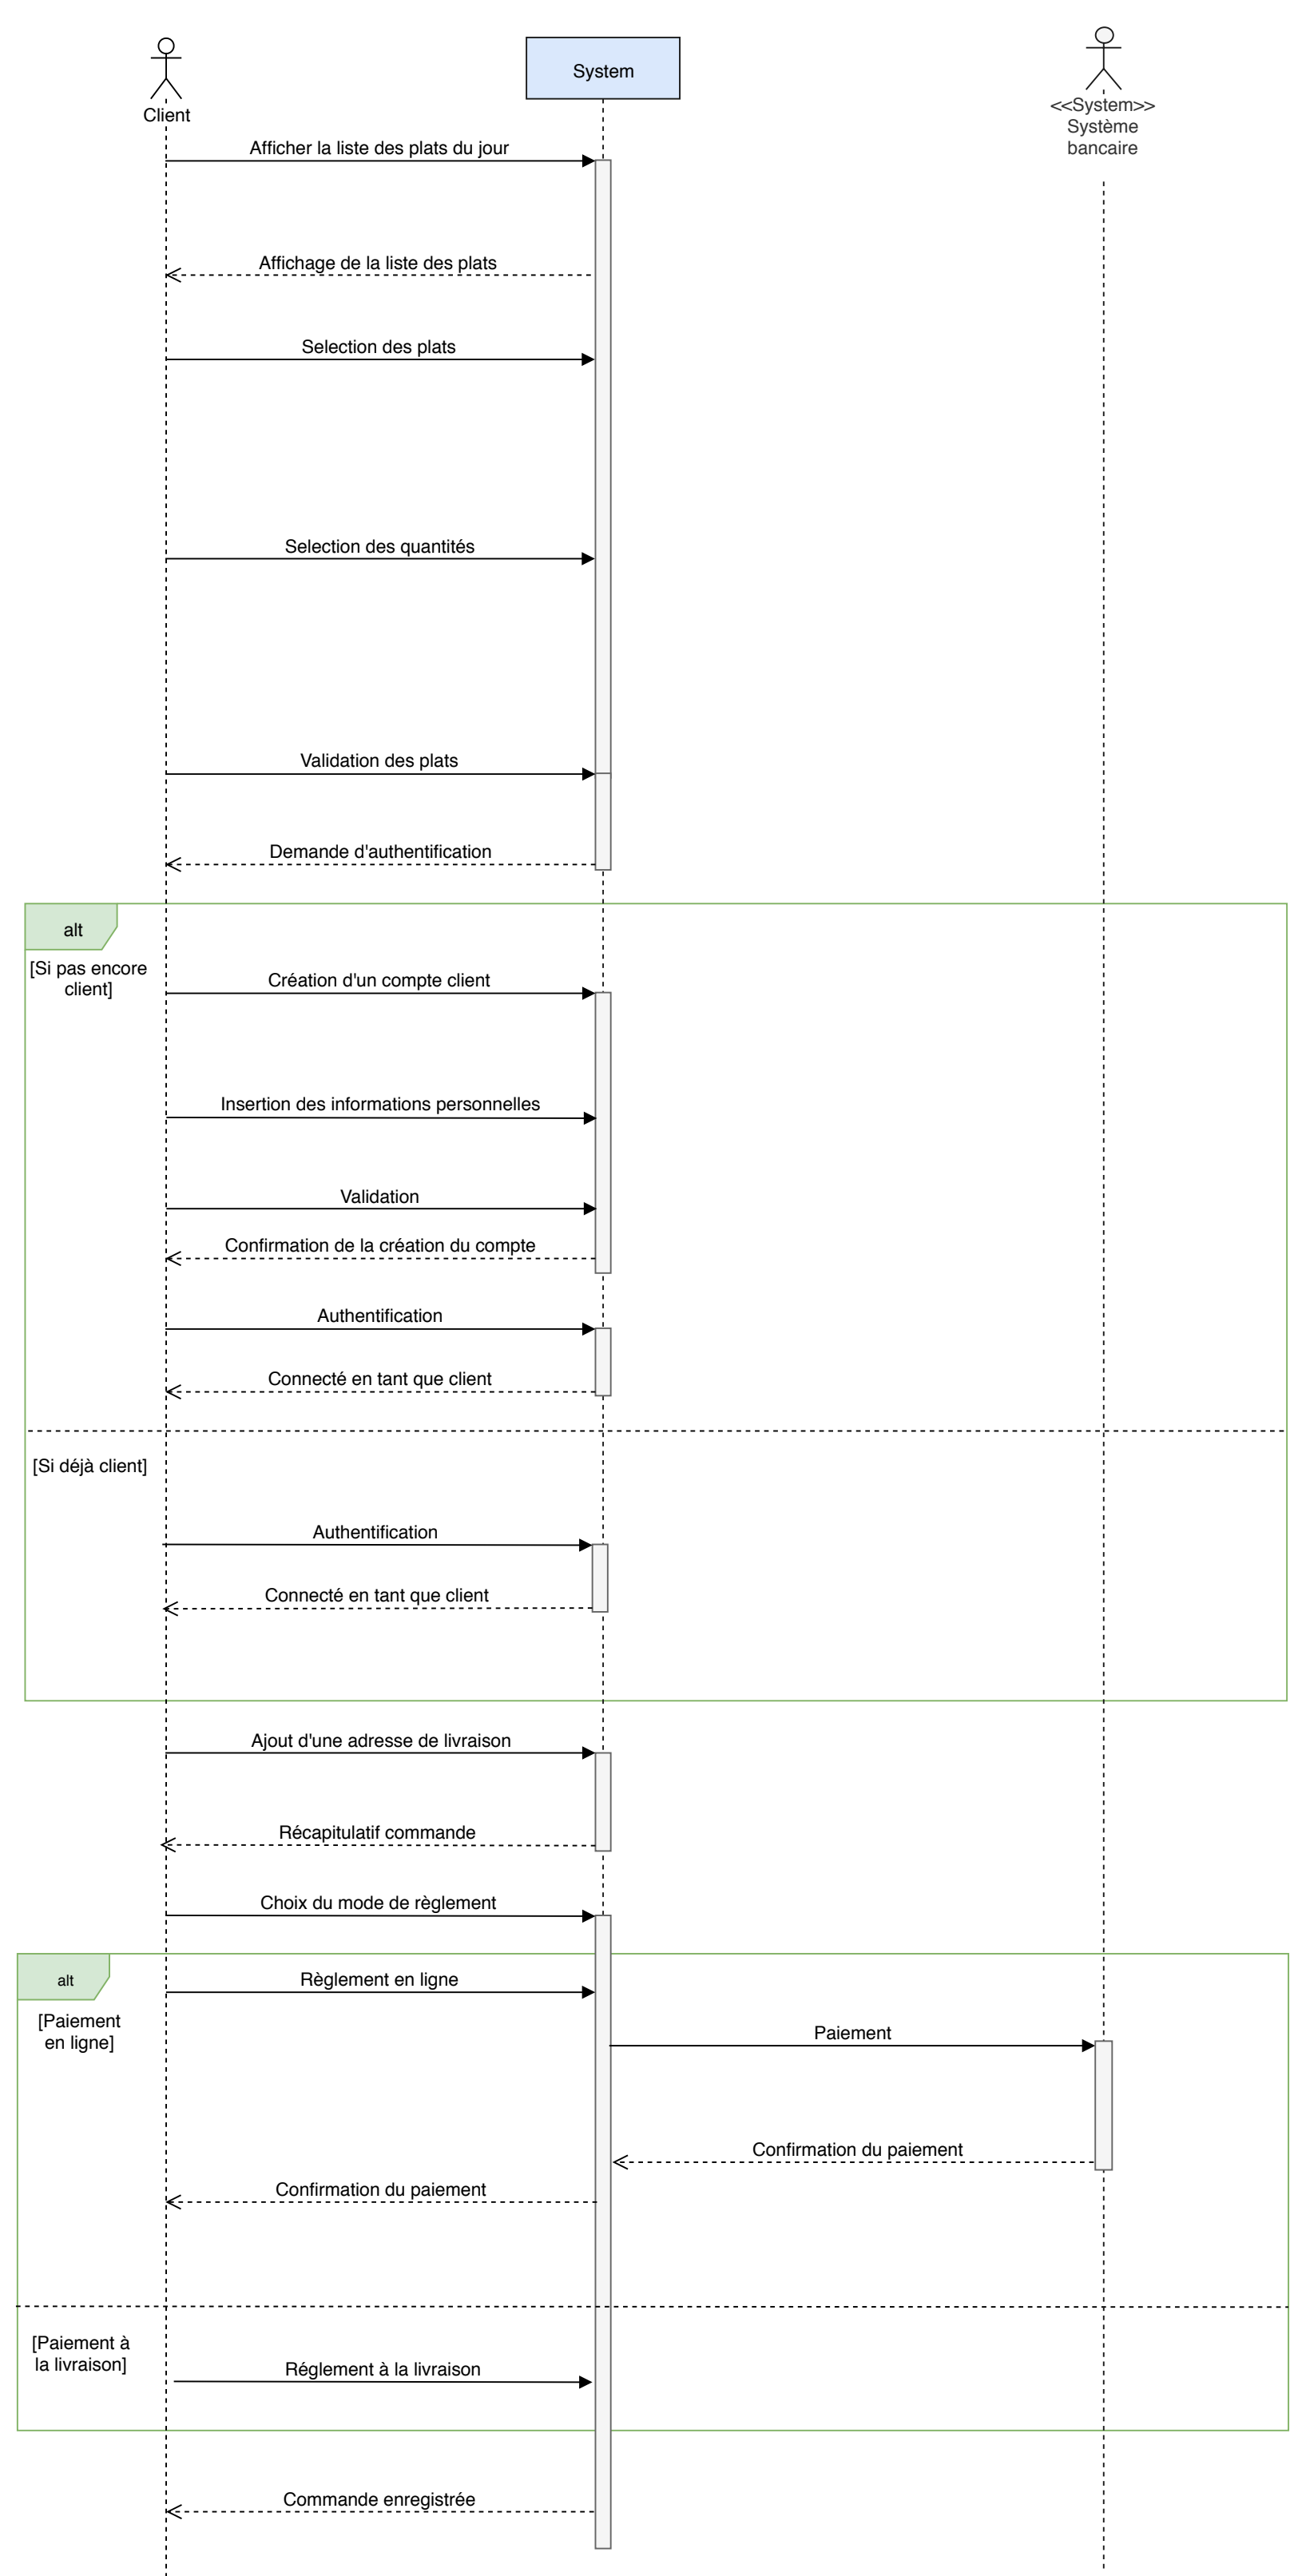 Client
System
<<System>>
Système
bancaire
Afficher la liste des plats du jour
Affichage de la liste des plats
Selection des plats
Selection des quantités
Validation des plats
Demande d'authentification
alt
[Si pas encore
client]
Création d'un compte client
Insertion des informations personnelles
Validation
Confirmation de la création du compte
Authentification
Connecté en tant que client
[Si déjà client]
Authentification
Connecté en tant que client
Ajout d'une adresse de livraison
Récapitulatif commande
Choix du mode de règlement
alt
Règlement en ligne
[Paiement
en ligne]
Paiement
Confirmation du paiement
Confirmation du paiement
[Paiement à
la livraison]
Réglement à la livraison
Commande enregistrée